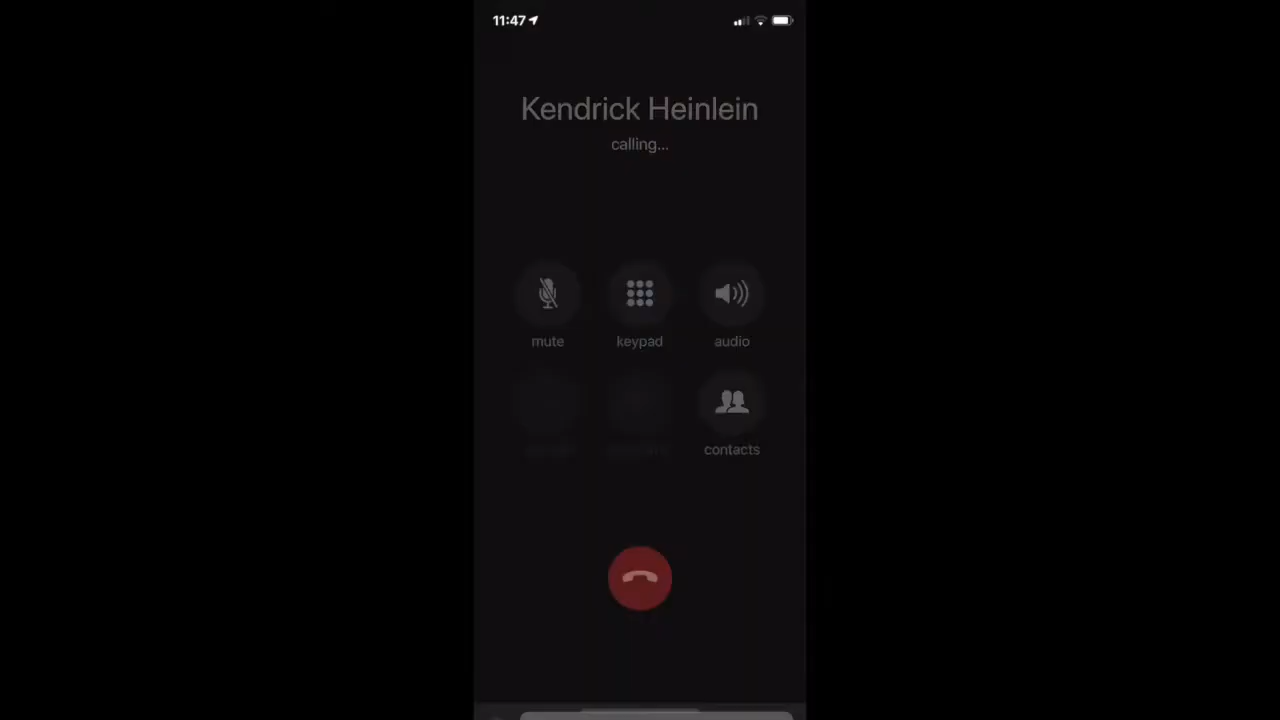 11:47
Kendrick Heinlein
calling...
mute
keypad
audio
contacts